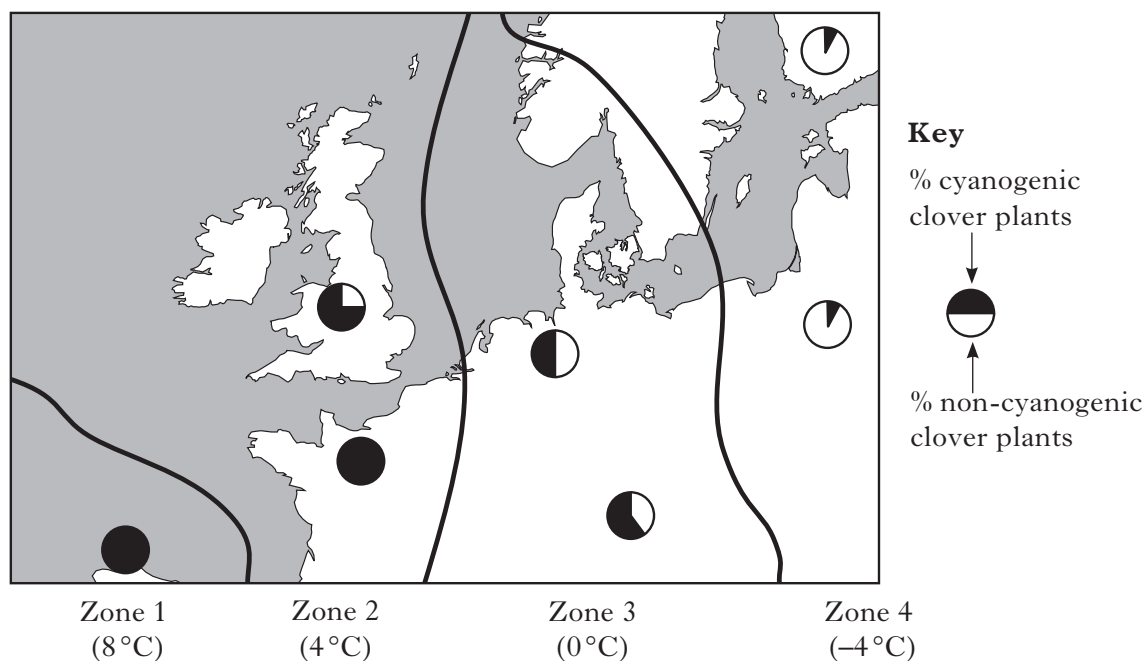 Key
% cyanogenic
clover plants
% non-cyanogenic
clover plants
Zone 1
(8 °C)
Zone 2
(4 °C)
Zone 3
(0 °C)
Zone 4
(–4 °C)